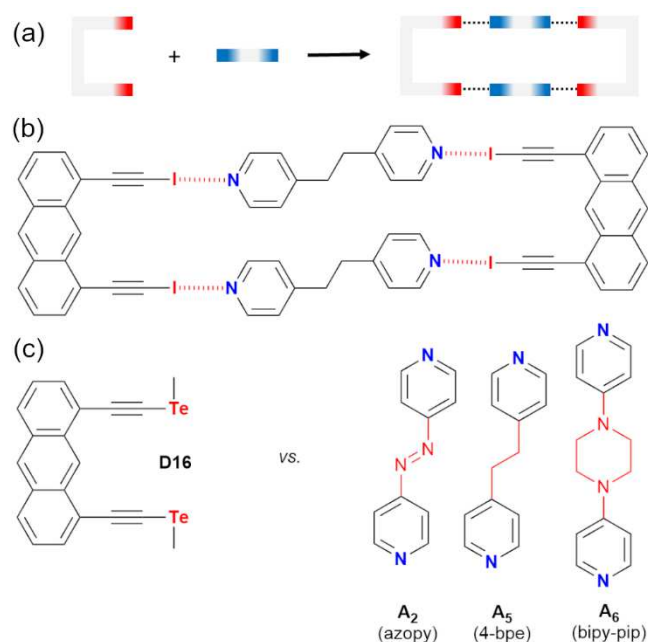 (a)
+
(b)
I N N I
I N N I
(c)
Te
D16
Te
vs.
N
N
N
N
N
N
N
N
N
N
A₂ A₅ A₆
(azopy) (4-bpe) (bipy-pip)